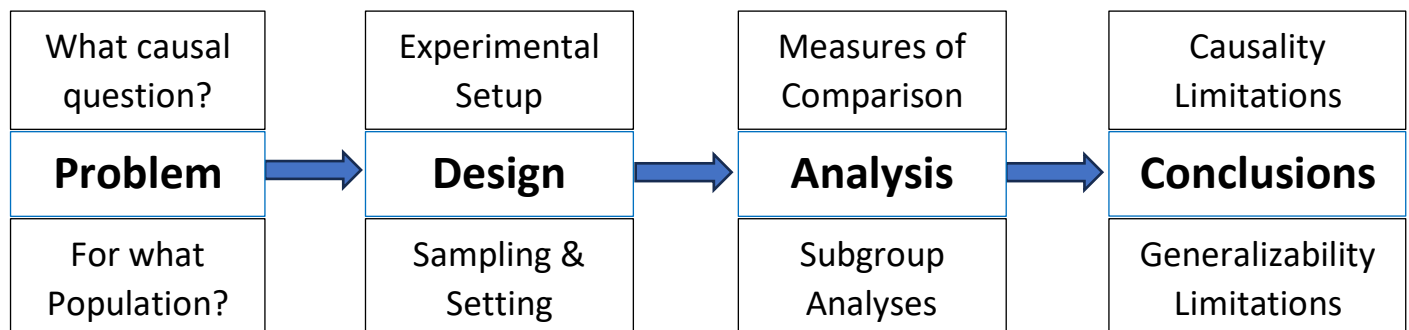 What causal
question?
Problem
For what
Population?
Experimental
Setup
Design
Sampling &
Setting
Measures of
Comparison
Analysis
Subgroup
Analyses
Causality
Limitations
Conclusions
Generalizability
Limitations